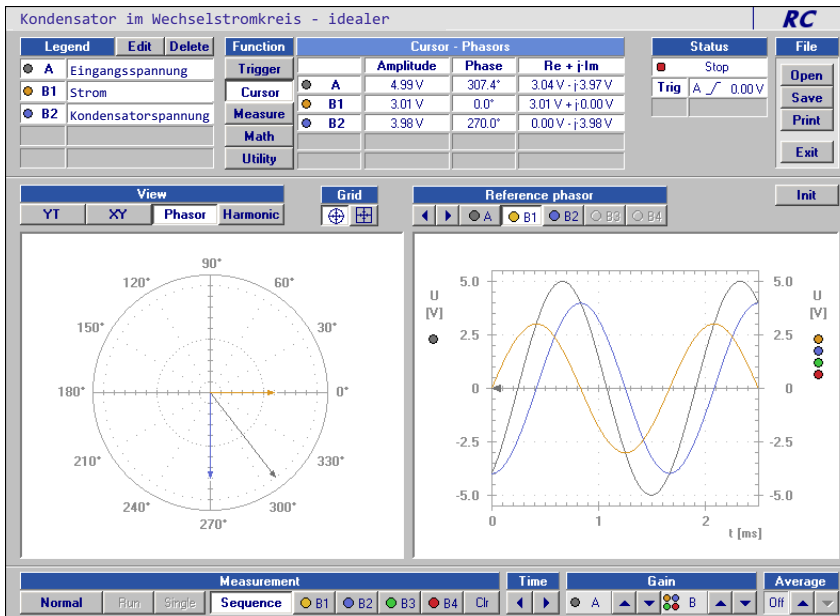 Kondensator im Wechselstromkreis - idealer
RC
Legend Edit Delete
A Eingangsspannung
B1 Strom
B2 Kondensatorspannung
Function
Trigger
Cursor
Measure
Math
Utility
Cursor - Phasors
Amplitude Phase Re + j·Im
A 4.99 V 307.4° 3.04 V - j·3.97 V
B1 3.01 V 0.0° 3.01 V + j·0.00 V
B2 3.98 V 270.0° 0.00 V - j·3.98 V
Status
Stop
Trig A 0.00 V
File
Open
Save
Print
Exit
View
YT XY Phasor Harmonic
Grid
Reference phasor
A B1 B2 B3 B4
Init
90°
120° 60°
150° 30°
180° 0°
210° 330°
240° 300°
270°
U
[V]
5.0
2.5
0
-2.5
-5.0
U
[V]
5.0
2.5
0
-2.5
-5.0
0 1 2
t [ms]
Measurement
Normal Run Single Sequence B1 B2 B3 B4 Clr
Time
Gain
A B
Average
Off